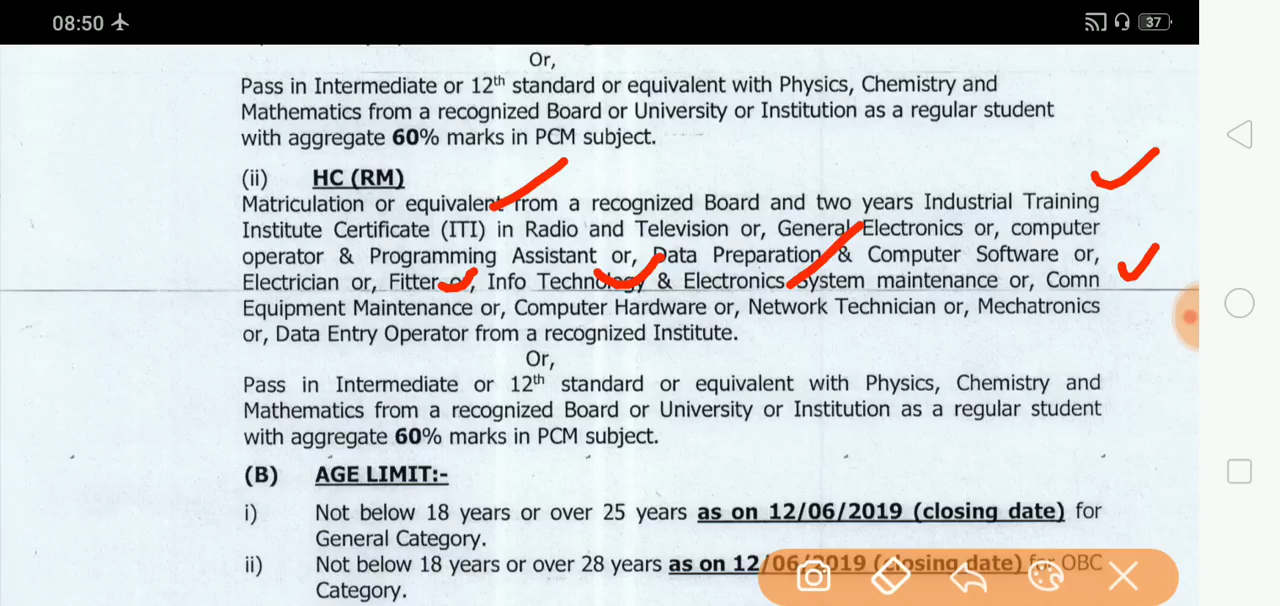 08:50
37
Or,
Pass in Intermediate or 12th standard or equivalent with Physics, Chemistry and
Mathematics from a recognized Board or University or Institution as a regular student
with aggregate 60% marks in PCM subject.
(ii) HC (RM)
Matriculation or equivalent from a recognized Board and two years Industrial Training
Institute Certificate (ITI) in Radio and Television or, General Electronics or, computer
operator & Programming Assistant or, Data Preparation & Computer Software or,
Electrician or, Fitter or, Info Technology & Electronics System maintenance or, Comn
Equipment Maintenance or, Computer Hardware or, Network Technician or, Mechatronics
or, Data Entry Operator from a recognized Institute.
Or,
Pass in Intermediate or 12th standard or equivalent with Physics, Chemistry and
Mathematics from a recognized Board or University or Institution as a regular student
with aggregate 60% marks in PCM subject.
(B) AGE LIMIT:-
i) Not below 18 years or over 25 years as on 12/06/2019 (closing date) for
General Category.
ii) Not below 18 years or over 28 years as on 12/06/2019 (closing date) for OBC
Category.